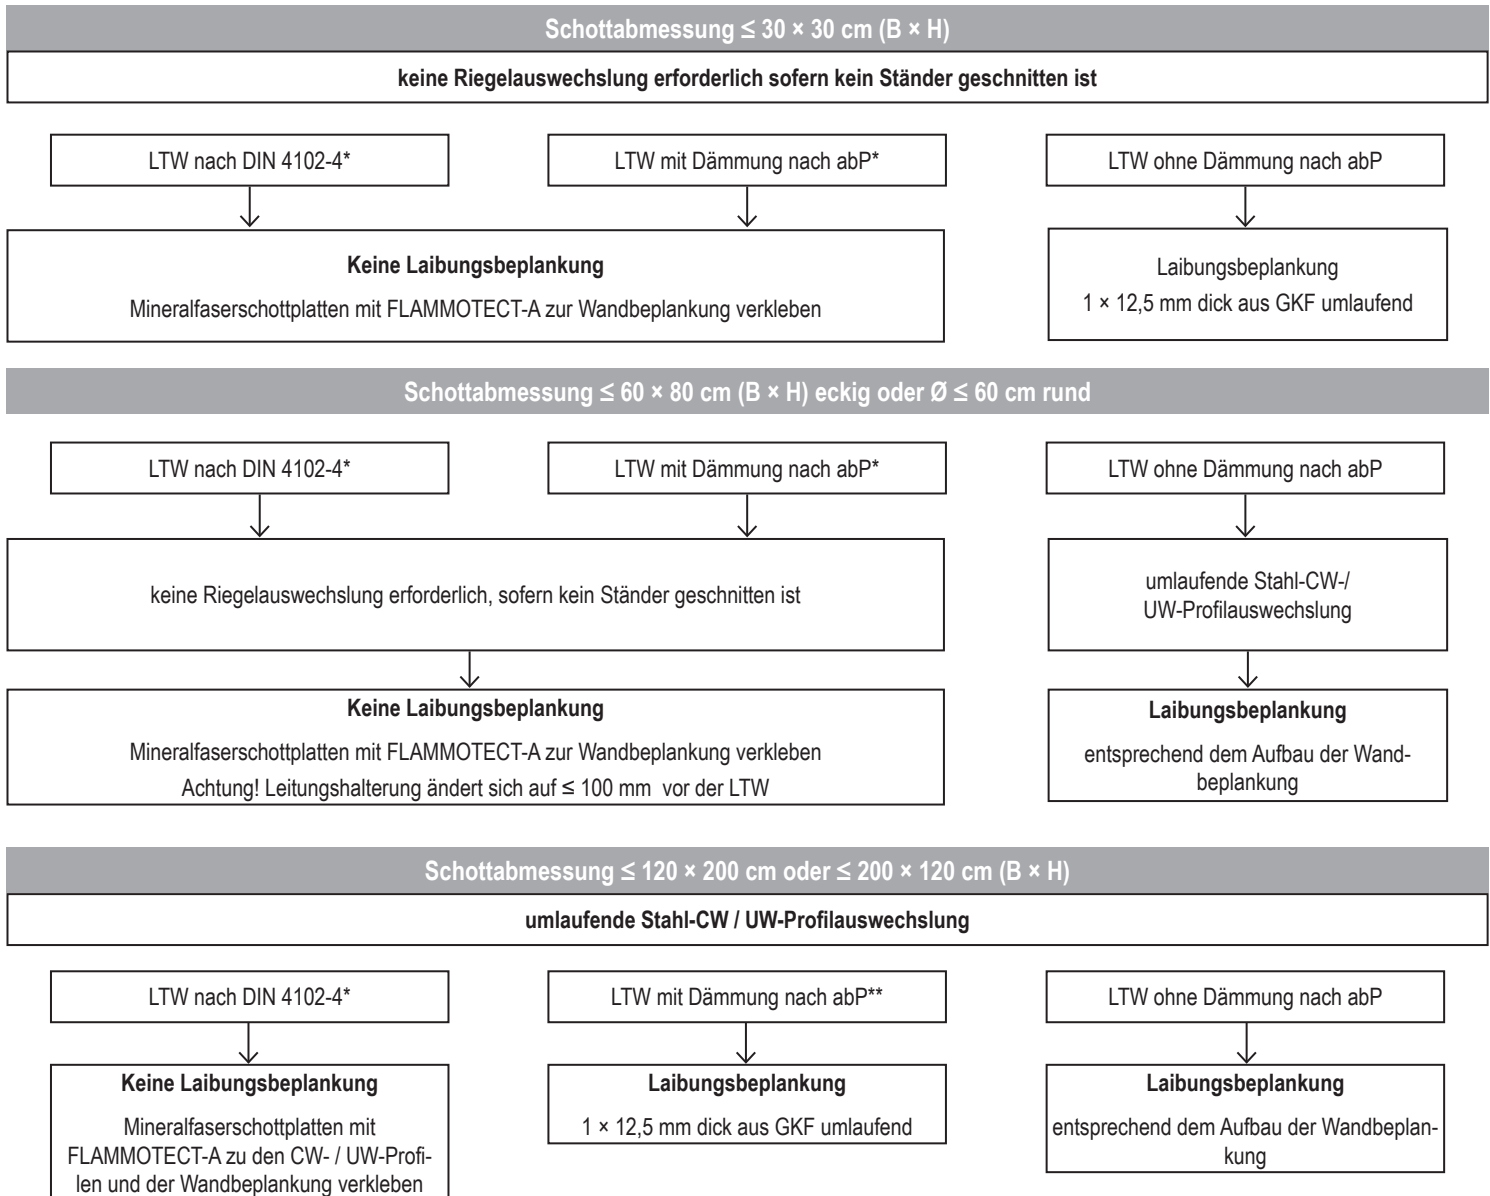 Schottabmessung ≤ 30 × 30 cm (B × H)
keine Riegelauswechslung erforderlich sofern kein Ständer geschnitten ist
LTW nach DIN 4102-4*
LTW mit Dämmung nach abP*
LTW ohne Dämmung nach abP
Keine Laibungsbeplankung
Mineralfaserschottplatten mit FLAMMOTECT-A zur Wandbeplankung verkleben
Laibungsbeplankung
1 × 12,5 mm dick aus GKF umlaufend
Schottabmessung ≤ 60 × 80 cm (B × H) eckig oder Ø ≤ 60 cm rund
LTW nach DIN 4102-4*
LTW mit Dämmung nach abP*
LTW ohne Dämmung nach abP
keine Riegelauswechslung erforderlich, sofern kein Ständer geschnitten ist
umlaufende Stahl-CW-/
UW-Profilauswechslung
Keine Laibungsbeplankung
Mineralfaserschottplatten mit FLAMMOTECT-A zur Wandbeplankung verkleben
Achtung! Leitungshalterung ändert sich auf ≤ 100 mm vor der LTW
Laibungsbeplankung
entsprechend dem Aufbau der Wand-
beplankung
Schottabmessung ≤ 120 × 200 cm oder ≤ 200 × 120 cm (B × H)
umlaufende Stahl-CW / UW-Profilauswechslung
LTW nach DIN 4102-4*
LTW mit Dämmung nach abP**
LTW ohne Dämmung nach abP
Keine Laibungsbeplankung
Mineralfaserschottplatten mit
FLAMMOTECT-A zu den CW- / UW-Profi-
len und der Wandbeplankung verkleben
Laibungsbeplankung
1 × 12,5 mm dick aus GKF umlaufend
Laibungsbeplankung
entsprechend dem Aufbau der Wandbeplan-
kung